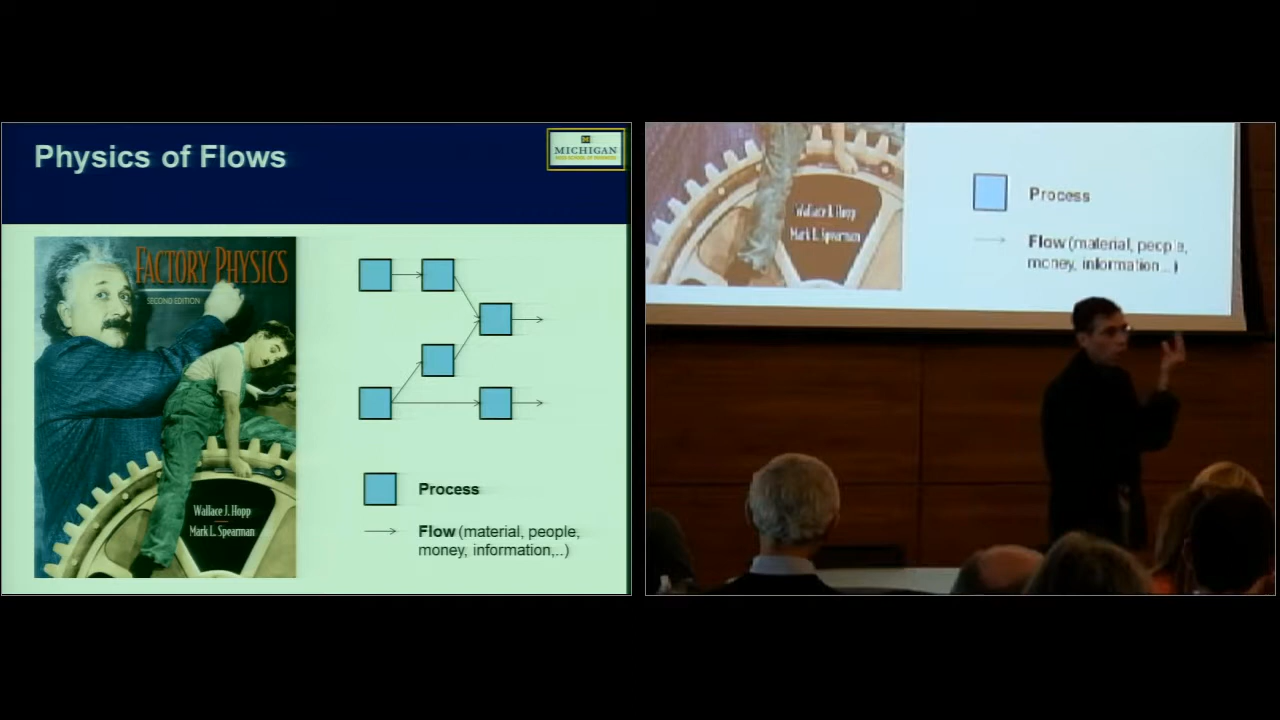 Physics of Flows
MICHIGAN
FACTORY PHYSICS
SECOND EDITION
Wallace J. Hopp
Mark L. Spearman
Process
Flow (material, people,
money, information,..)
Wallace J. Hopp
Mark L. Spearman
Process
Flow (material, people,
money, information,..)